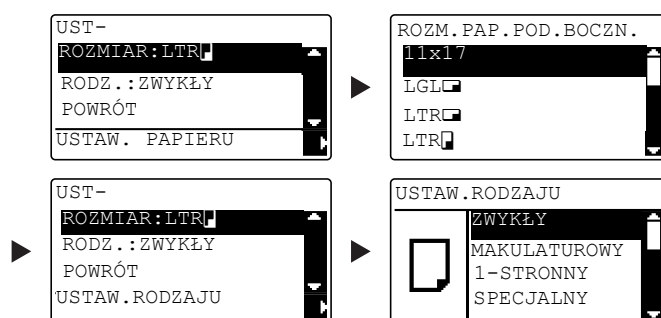 UST-
ROZMIAR:LTR
RODZ.:ZWYKŁY
POWRÓT
USTAW. PAPIERU
ROZM.PAP.POD.BOCZN.
11x17
LGL
LTR
LTR
UST-
ROZMIAR:LTR
RODZ.:ZWYKŁY
POWRÓT
USTAW.RODZAJU
USTAW.RODZAJU
ZWYKŁY
MAKULATUROWY
1-STRONNY
SPECJALNY